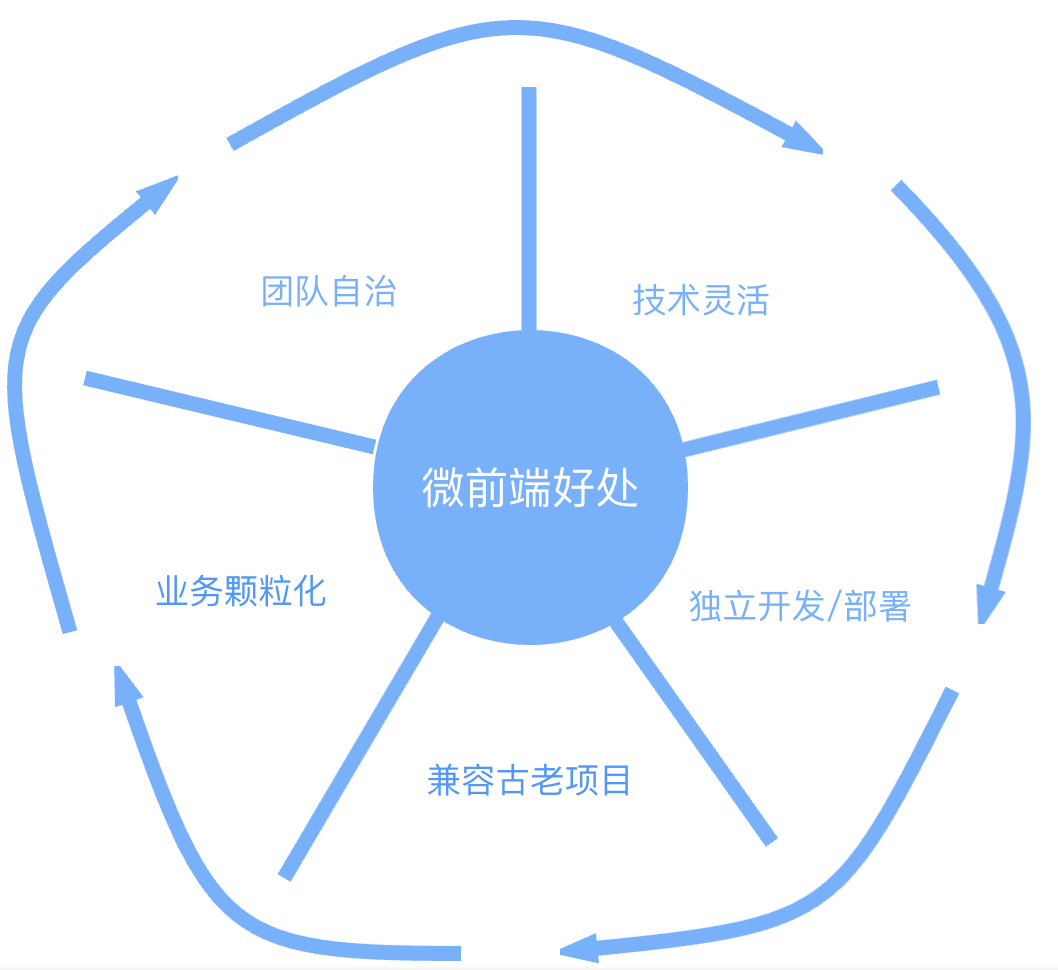 团队自治
技术灵活
微前端好处
业务颗粒化
独立开发/部署
兼容古老项目